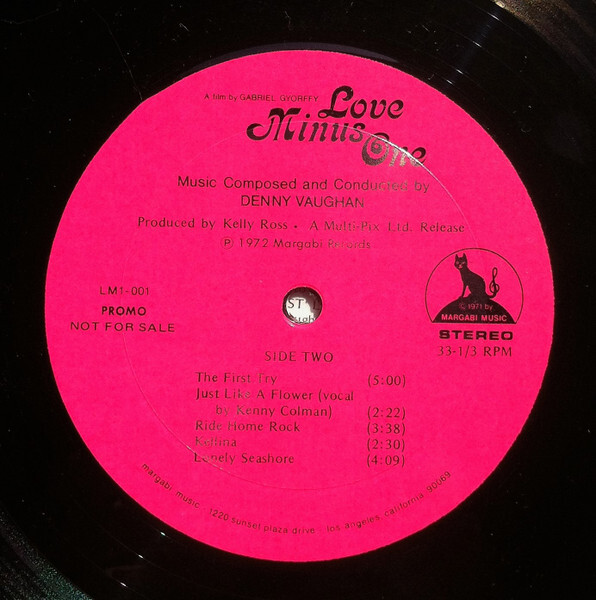 A film by GABRIEL GYORFFY
Love
Minus One
Music Composed and Conducted by
DENNY VAUGHAN
Produced by Kelly Ross • A Multi-Pix Ltd. Release
℗ 1972 Margabi Records
LM1-001
PROMO
NOT FOR SALE
© 1971 by
MARGABI MUSIC
STEREO
33-1/3 RPM
ST
SIDE TWO
The First Try (5:00)
Just Like A Flower (vocal
by Kenny Colman) (2:22)
Ride Home Rock (3:38)
Kellina (2:30)
Lonely Seashore (4:09)
margabi music • 1220 sunset plaza drive • los angeles, california, 90069